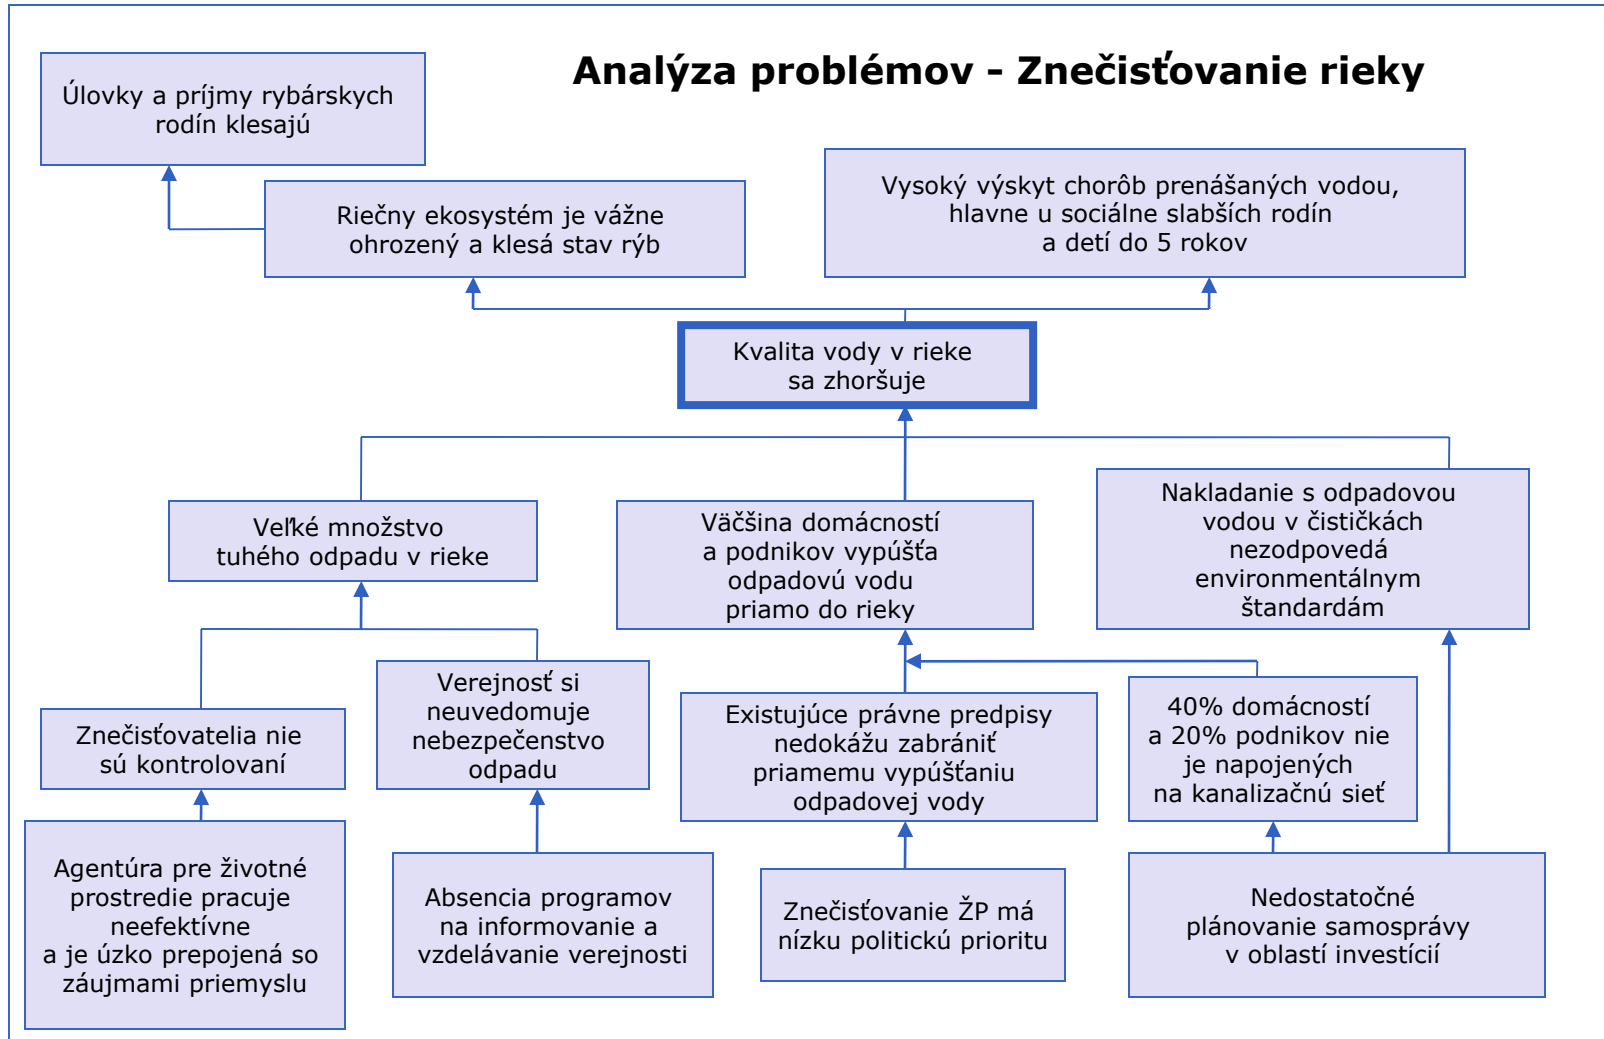 Analýza problémov – Znečisťovanie rieky
Úlovky a príjmy rybárskych
rodín klesajú
Riečny ekosystém je vážne
ohrozený a klesá stav rýb
Vysoký výskyt chorôb prenášaných vodou,
hlavne u sociálne slabších rodín
a detí do 5 rokov
Kvalita vody v rieke
sa zhoršuje
Veľké množstvo
tuhého odpadu v rieke
Väčšina domácností
a podnikov vypúšťa
odpadovú vodu
priamo do rieky
Nakladanie s odpadovou
vodou v čističkách
nezodpovedá
environmentálnym
štandardám
Znečisťovatelia nie
sú kontrolovaní
Verejnosť si
neuvedomuje
nebezpečenstvo
odpadu
Existujúce právne predpisy
nedokážu zabrániť
priamemu vypúšťaniu
odpadovej vody
40% domácností
a 20% podnikov nie
je napojených
na kanalizačnú sieť
Agentúra pre životné
prostredie pracuje
neefektívne
a je úzko prepojená so
záujmami priemyslu
Absencia programov
na informovanie a
vzdelávanie verejnosti
Znečisťovanie ŽP má
nízku politickú prioritu
Nedostatočné
plánovanie samosprávy
v oblastí investícií